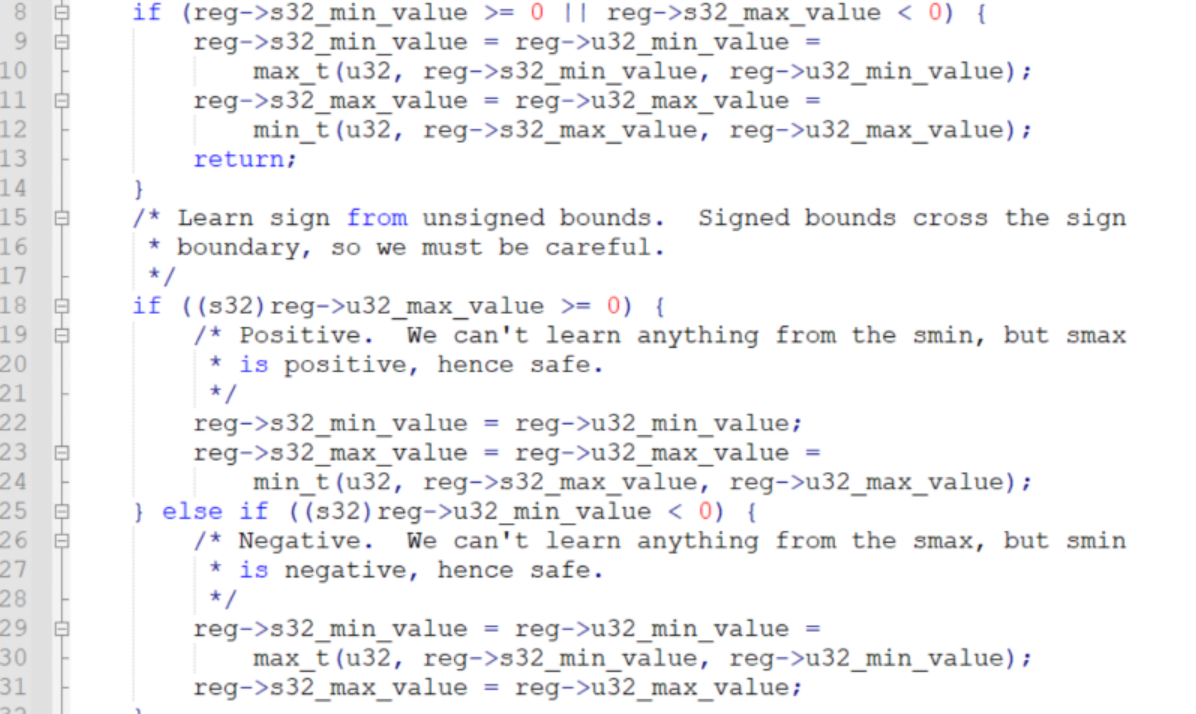 8 if (reg->s32_min_value >= 0 || reg->s32_max_value < 0) {
9 reg->s32_min_value = reg->u32_min_value =
10 max_t(u32, reg->s32_min_value, reg->u32_min_value);
11 reg->s32_max_value = reg->u32_max_value =
12 min_t(u32, reg->s32_max_value, reg->u32_max_value);
13 return;
14 }
15 /* Learn sign from unsigned bounds.  Signed bounds cross the sign
16 * boundary, so we must be careful.
17 */
18 if ((s32)reg->u32_max_value >= 0) {
19 /* Positive.  We can't learn anything from the smin, but smax
20 * is positive, hence safe.
21 */
22 reg->s32_min_value = reg->u32_min_value;
23 reg->s32_max_value = reg->u32_max_value =
24 min_t(u32, reg->s32_max_value, reg->u32_max_value);
25 } else if ((s32)reg->u32_min_value < 0) {
26 /* Negative.  We can't learn anything from the smax, but smin
27 * is negative, hence safe.
28 */
29 reg->s32_min_value = reg->u32_min_value =
30 max_t(u32, reg->s32_min_value, reg->u32_min_value);
31 reg->s32_max_value = reg->u32_max_value;